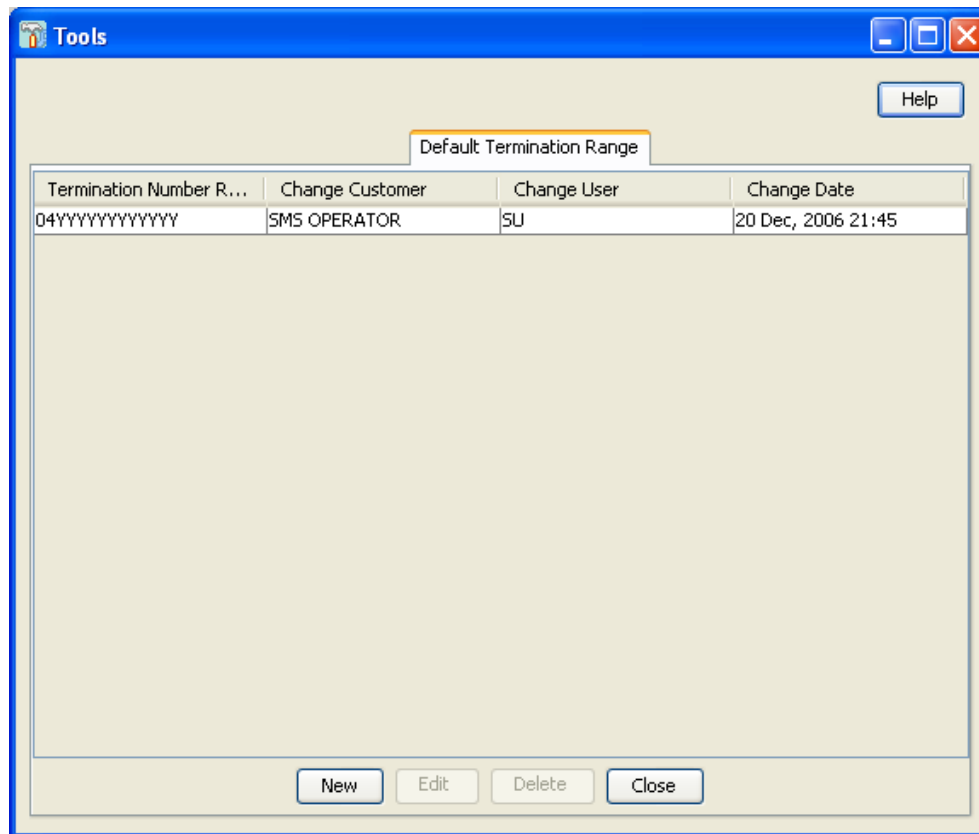 Tools
Help
Default Termination Range
Termination Number R... Change Customer Change User Change Date
04YYYYYYYYYYYY SMS OPERATOR SU 20 Dec, 2006 21:45
New Edit Delete Close